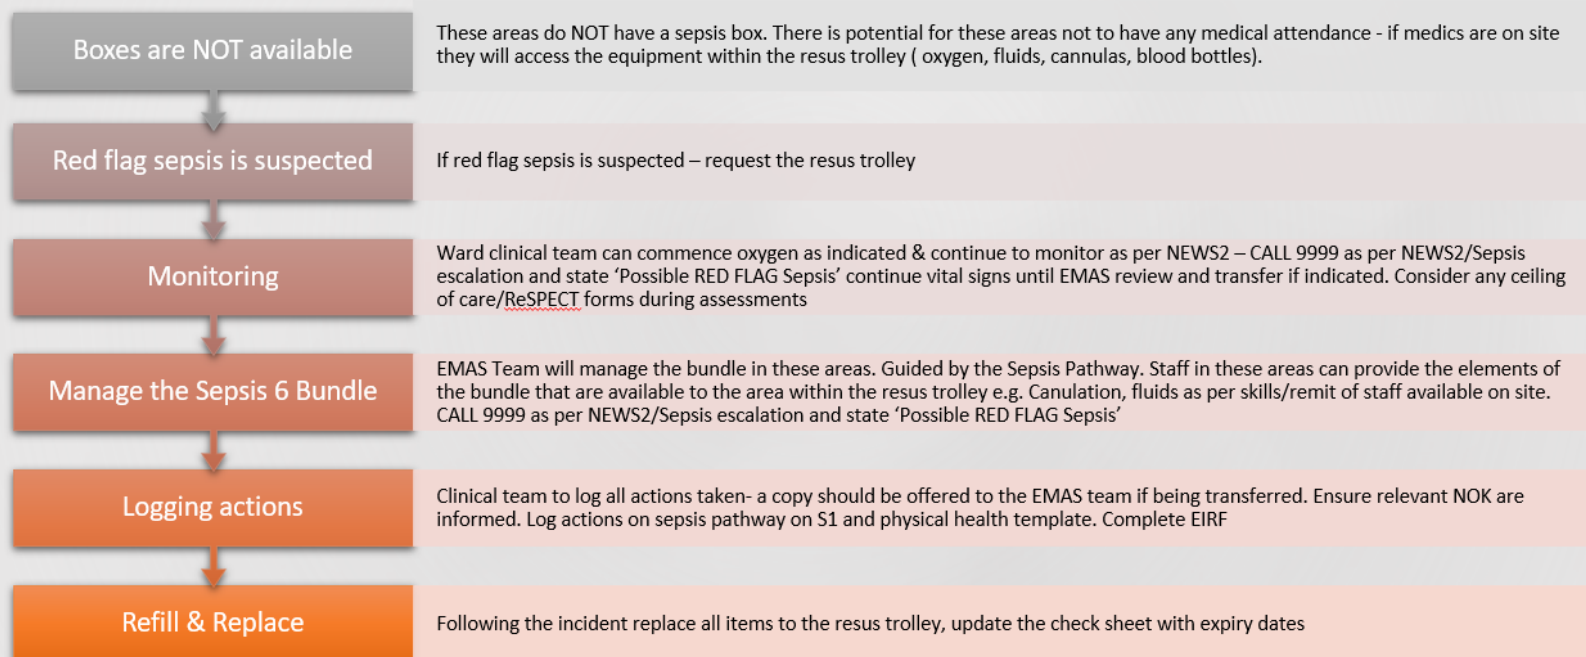 Boxes are NOT available
These areas do NOT have a sepsis box. There is potential for these areas not to have any medical attendance - if medics are on site
they will access the equipment within the resus trolley ( oxygen, fluids, cannulas, blood bottles).
Red flag sepsis is suspected
If red flag sepsis is suspected – request the resus trolley
Monitoring
Ward clinical team can commence oxygen as indicated & continue to monitor as per NEWS2 – CALL 9999 as per NEWS2/Sepsis
escalation and state ‘Possible RED FLAG Sepsis’ continue vital signs until EMAS review and transfer if indicated. Consider any ceiling
of care/ReSPECT forms during assessments
Manage the Sepsis 6 Bundle
EMAS Team will manage the bundle in these areas. Guided by the Sepsis Pathway. Staff in these areas can provide the elements of
the bundle that are available to the area within the resus trolley e.g. Canulation, fluids as per skills/remit of staff available on site.
CALL 9999 as per NEWS2/Sepsis escalation and state ‘Possible RED FLAG Sepsis’
Logging actions
Clinical team to log all actions taken- a copy should be offered to the EMAS team if being transferred. Ensure relevant NOK are
informed. Log actions on sepsis pathway on S1 and physical health template. Complete EIRF
Refill & Replace
Following the incident replace all items to the resus trolley, update the check sheet with expiry dates